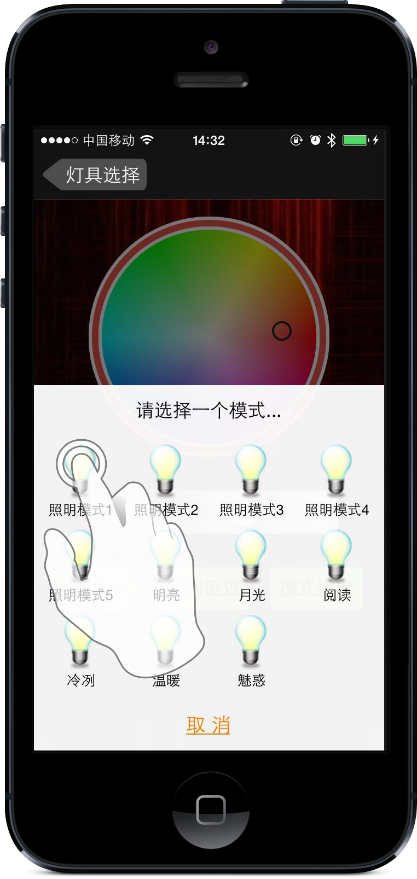 中国移动 14:32
灯具选择
请选择一个模式...
照明模式1 照明模式2 照明模式3 照明模式4
照明模式5 明亮 月光 阅读
冷冽 温暖 魅惑
取 消